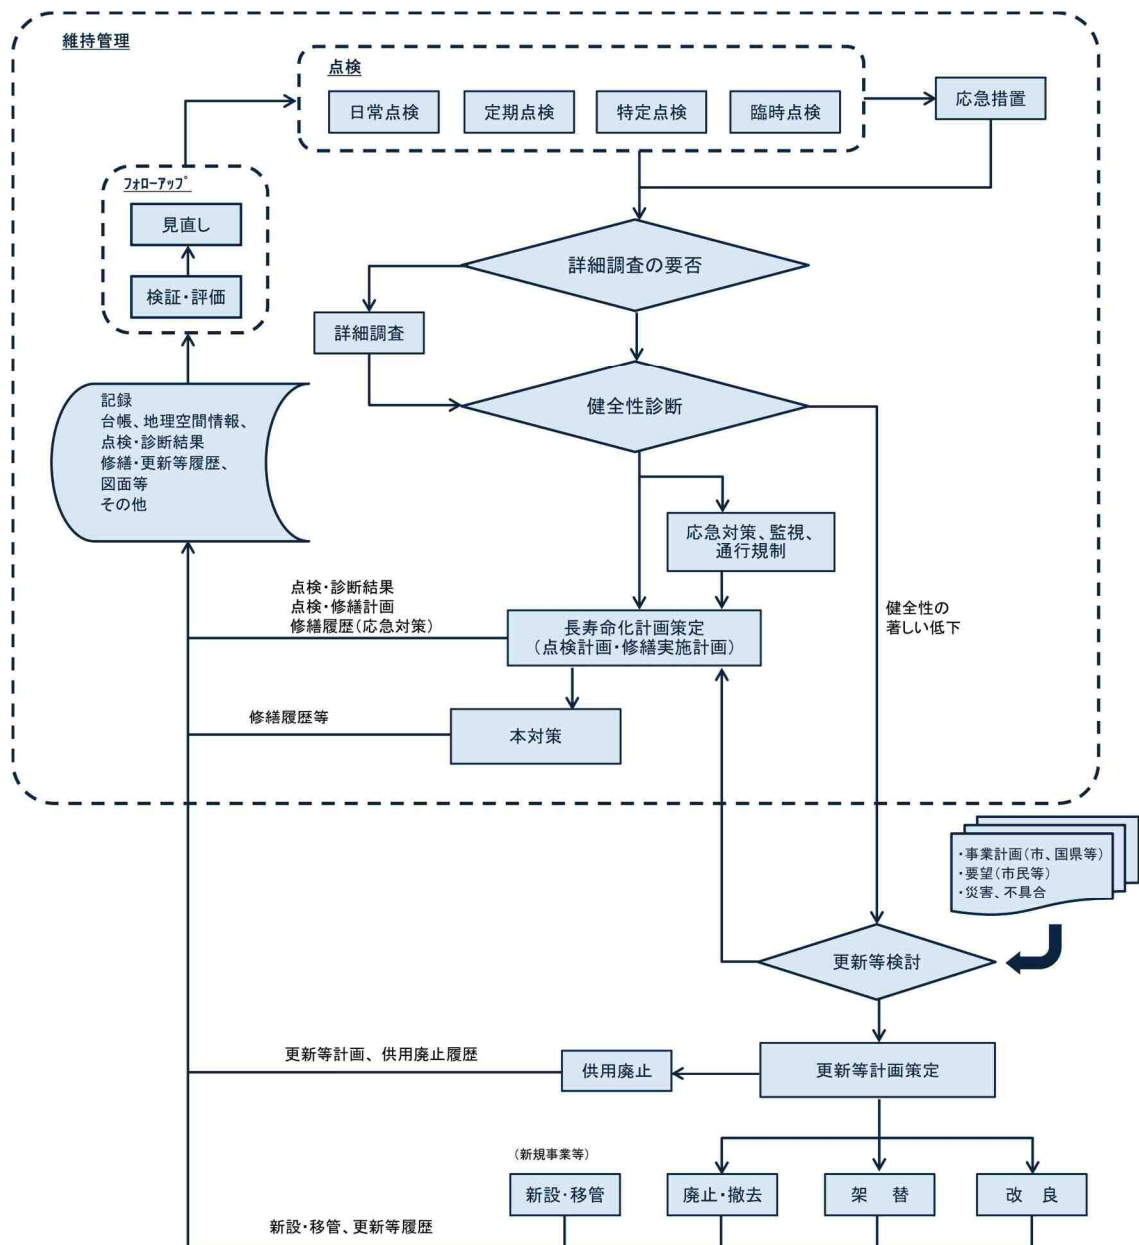 維持管理
点検
日常点検
定期点検
特定点検
臨時点検
応急措置
ﾌｫﾛｰｱｯﾌﾟ
見直し
検証・評価
詳細調査の要否
詳細調査
健全性診断
記録
台帳、地理空間情報、
点検・診断結果
修繕・更新等履歴、
図面等
その他
応急対策、監視、
通行規制
点検・診断結果
点検・修繕計画
修繕履歴(応急対策)
長寿命化計画策定
(点検計画・修繕実施計画)
健全性の
著しい低下
修繕履歴等
本対策
・事業計画(市、国県等)
・要望(市民等)
・災害、不具合
更新等検討
更新等計画、供用廃止履歴
供用廃止
更新等計画策定
(新規事業等)
新設・移管
廃止・撤去
架　替
改　良
新設・移管、更新等履歴